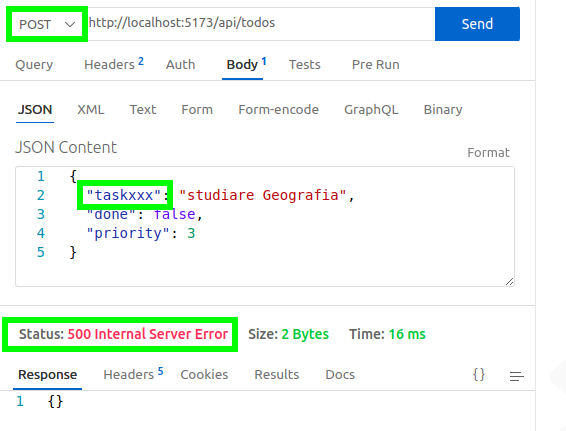 POST http://localhost:5173/api/todos Send
Query Headers 2 Auth Body 1 Tests Pre Run
JSON XML Text Form Form-encode GraphQL Binary
JSON Content
Format
1 {
2 "taskxxx": "studiare Geografia",
3 "done": false,
4 "priority": 3
5 }
Status: 500 Internal Server Error Size: 2 Bytes Time: 16 ms
Response Headers 5 Cookies Results Docs {}
1 {}